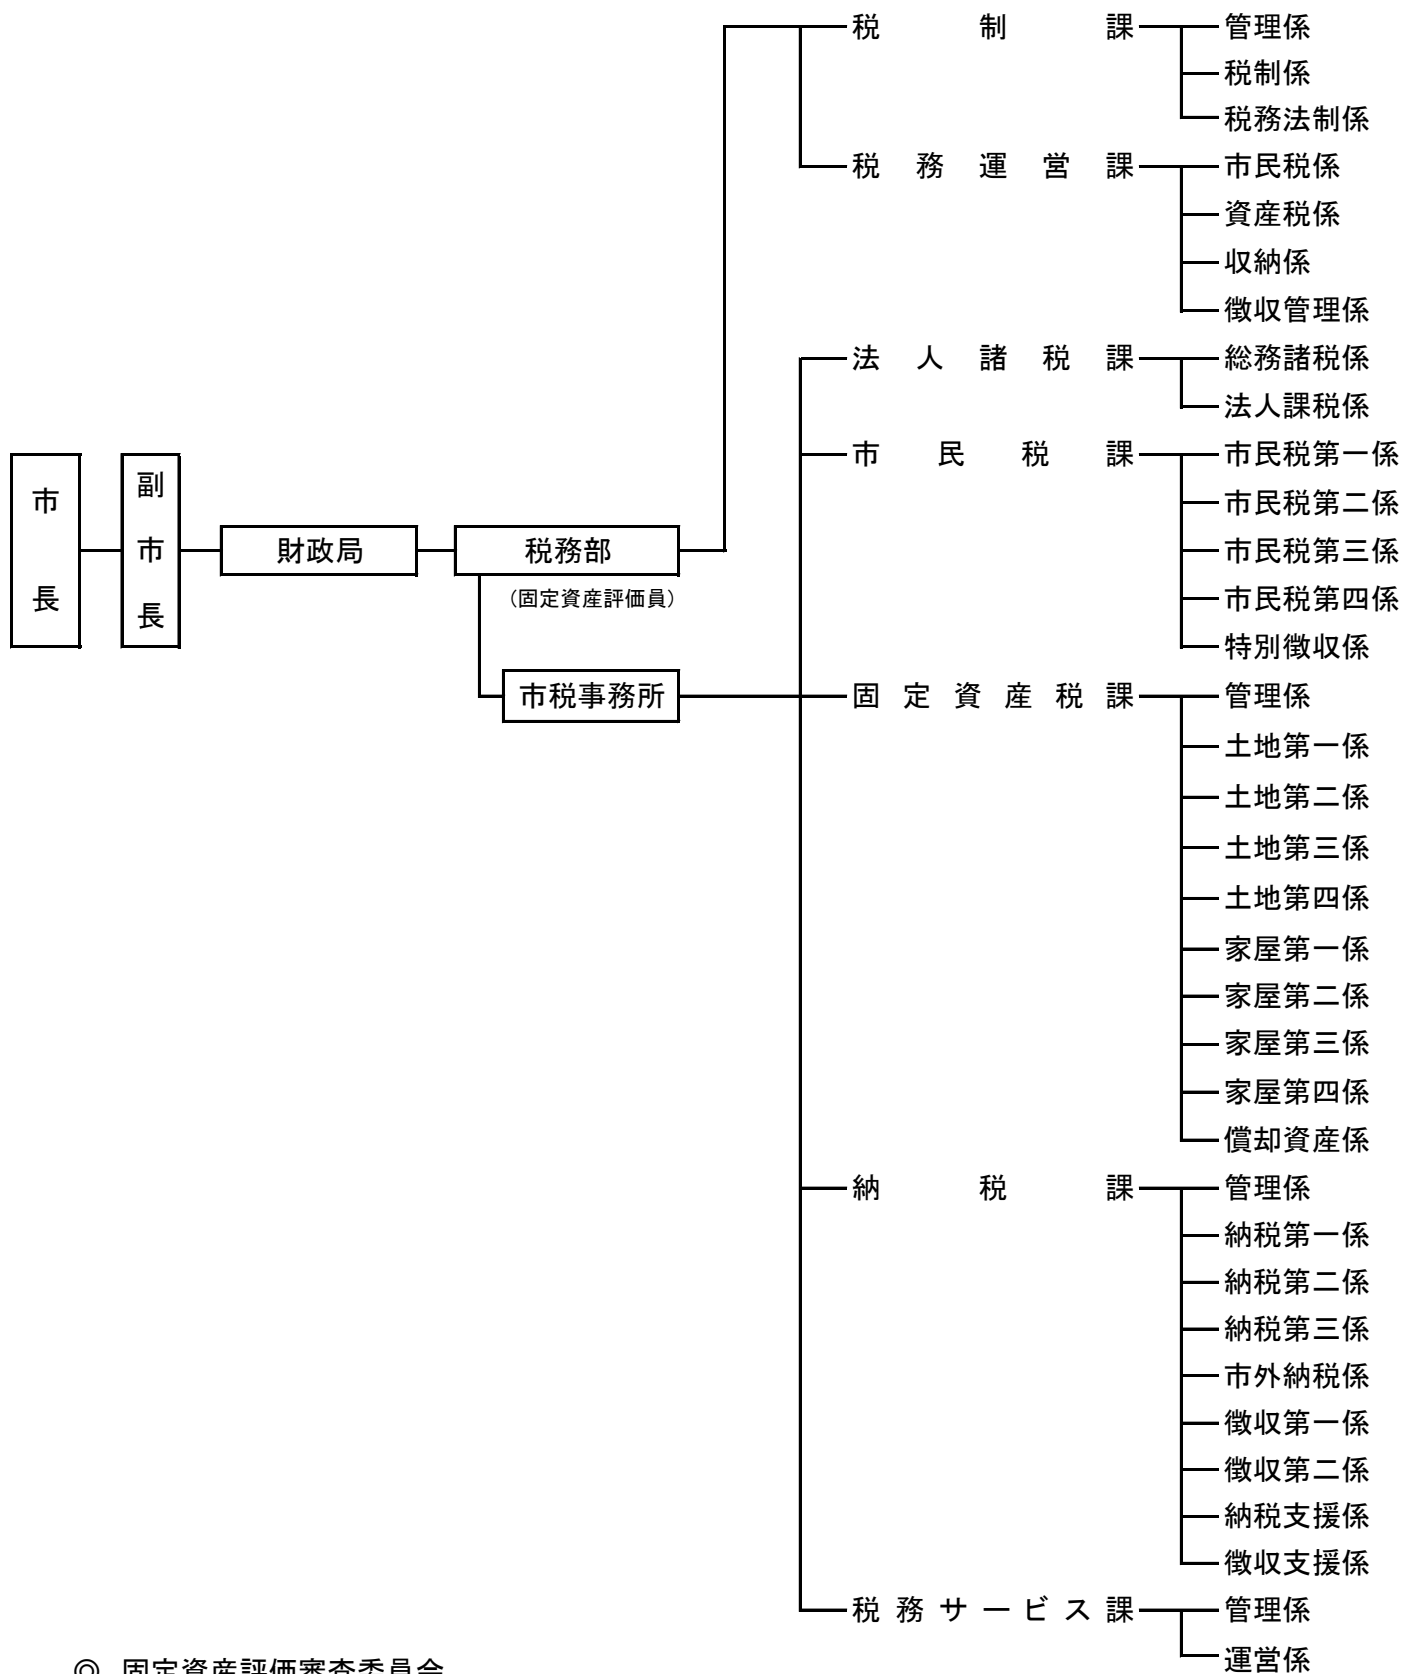 税制課 管理係
税制係
税務法制係
税務運営課 市民税係
資産税係
収納係
徴収管理係
法人諸税課 総務諸税係
法人課税係
市長
副市長
財政局
税務部
(固定資産評価員)
市税事務所
市民税課 市民税第一係
市民税第二係
市民税第三係
市民税第四係
特別徴収係
固定資産税課 管理係
土地第一係
土地第二係
土地第三係
土地第四係
家屋第一係
家屋第二係
家屋第三係
家屋第四係
償却資産係
納税課 管理係
納税第一係
納税第二係
納税第三係
市外納税係
徴収第一係
徴収第二係
納税支援係
徴収支援係
税務サービス課 管理係
運営係
◎ 固定資産評価審査委員会